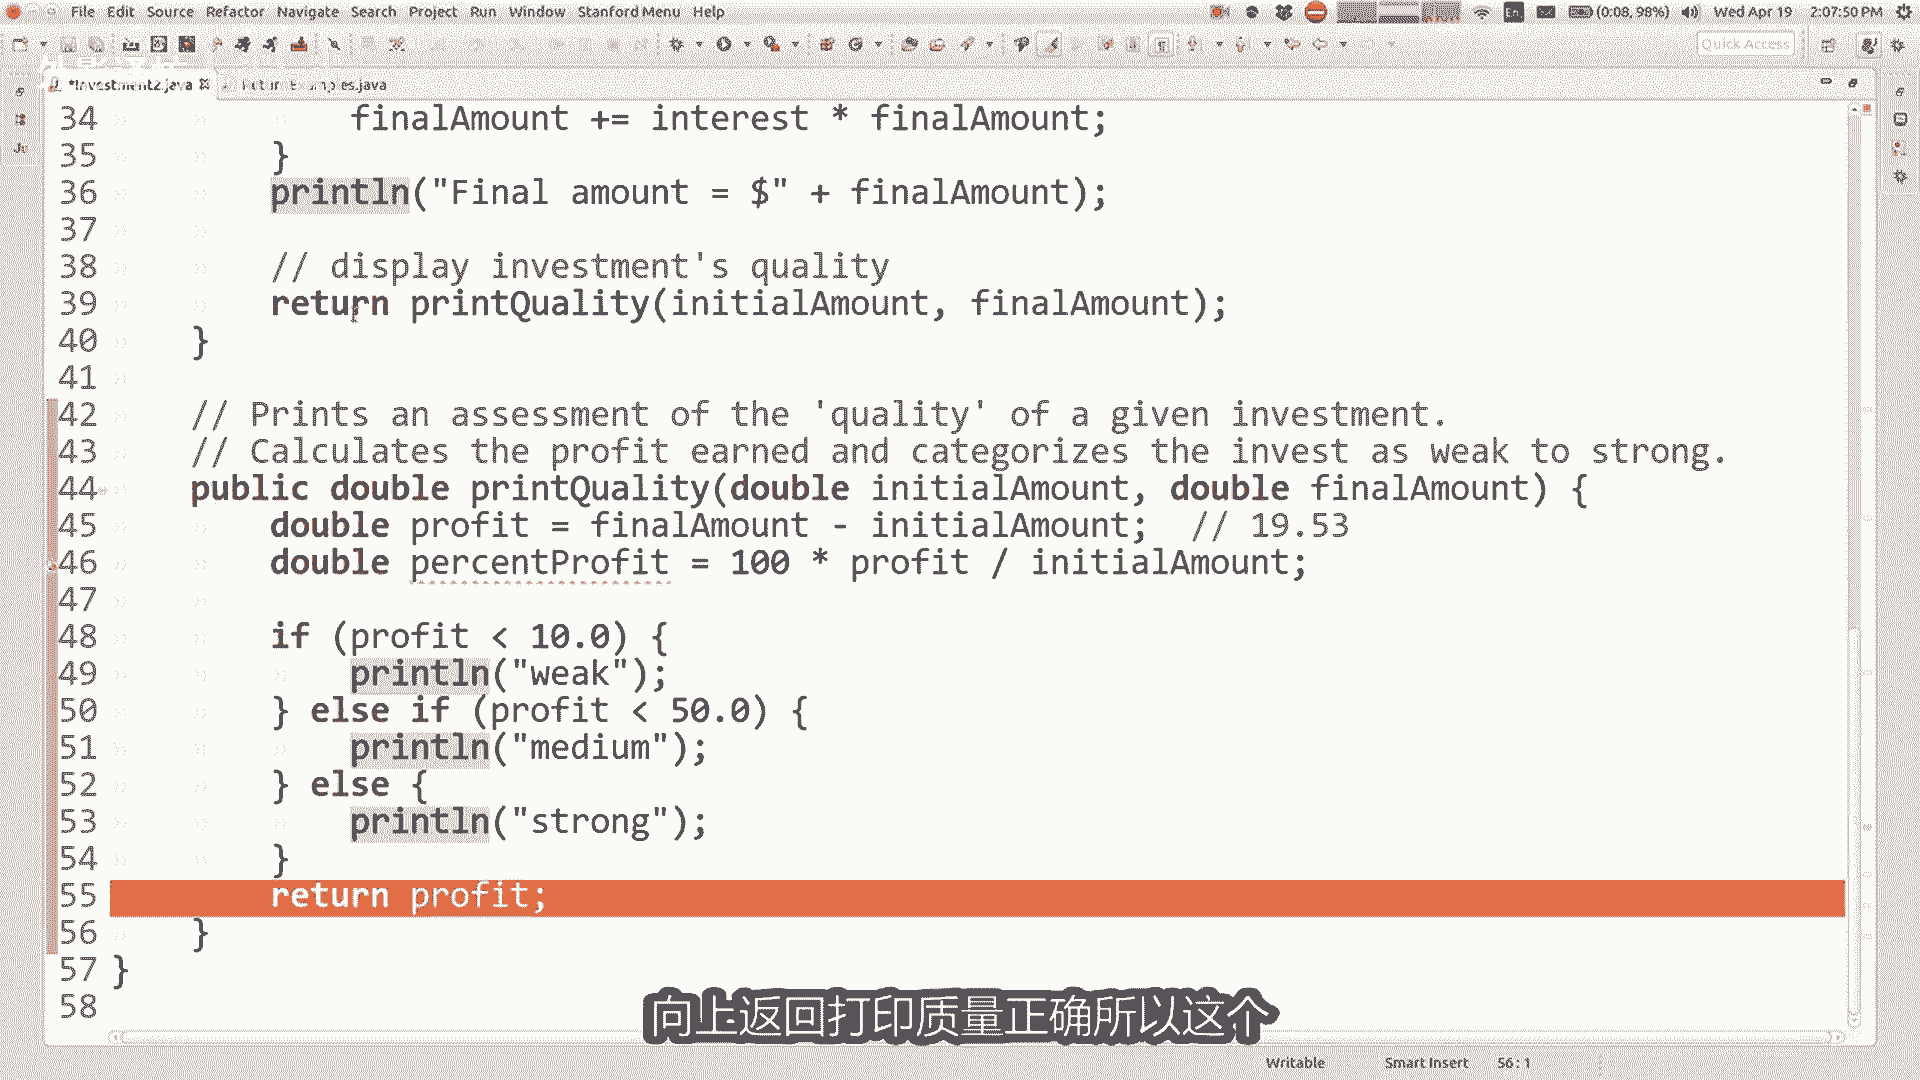 File Edit Source Refactor Navigate Search Project Run Window Stanford Menu Help
En (0:08, 98%) Wed Apr 19 2:07:50 PM
Quick Access
*Investment2.java
34 finalAmount += interest * finalAmount;
35 }
36 println("Final amount = $" + finalAmount);
37
38 // display investment's quality
39 return printQuality(initialAmount, finalAmount);
40 }
41
42 // Prints an assessment of the 'quality' of a given investment.
43 // Calculates the profit earned and categorizes the invest as weak to strong.
44 public double printQuality(double initialAmount, double finalAmount) {
45 double profit = finalAmount - initialAmount; // 19.53
46 double percentProfit = 100 * profit / initialAmount;
47
48 if (profit < 10.0) {
49 println("weak");
50 } else if (profit < 50.0) {
51 println("medium");
52 } else {
53 println("strong");
54 }
55 return profit;
56 }
57 }
58
向上返回打印质量正确所以这个
Writable Smart Insert 56 : 1